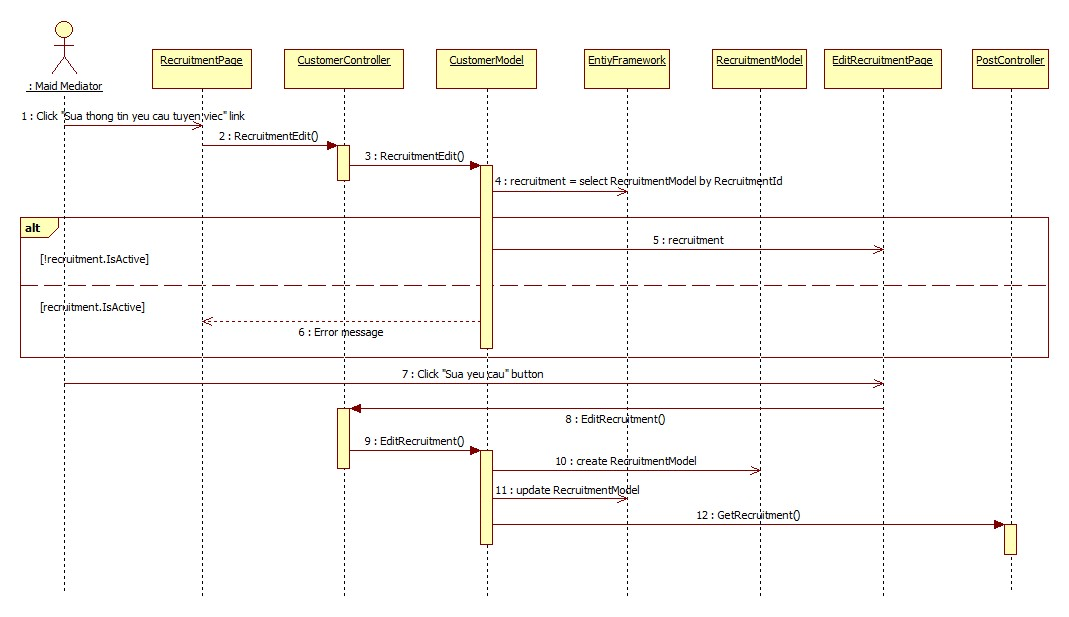 RecruitmentPage
CustomerController
CustomerModel
EntiyFramework
RecruitmentModel
EditRecruitmentPage
PostController
: Maid Mediator
1 : Click "Sua thong tin yeu cau tuyen viec" link
2 : RecruitmentEdit()
3 : RecruitmentEdit()
4 : recruitment = select RecruitmentModel by RecruitmentId
alt
5 : recruitment
[!recruitment.IsActive]
[recruitment.IsActive]
6 : Error message
7 : Click "Sua yeu cau" button
8 : EditRecruitment()
9 : EditRecruitment()
10 : create RecruitmentModel
11 : update RecruitmentModel
12 : GetRecruitment()